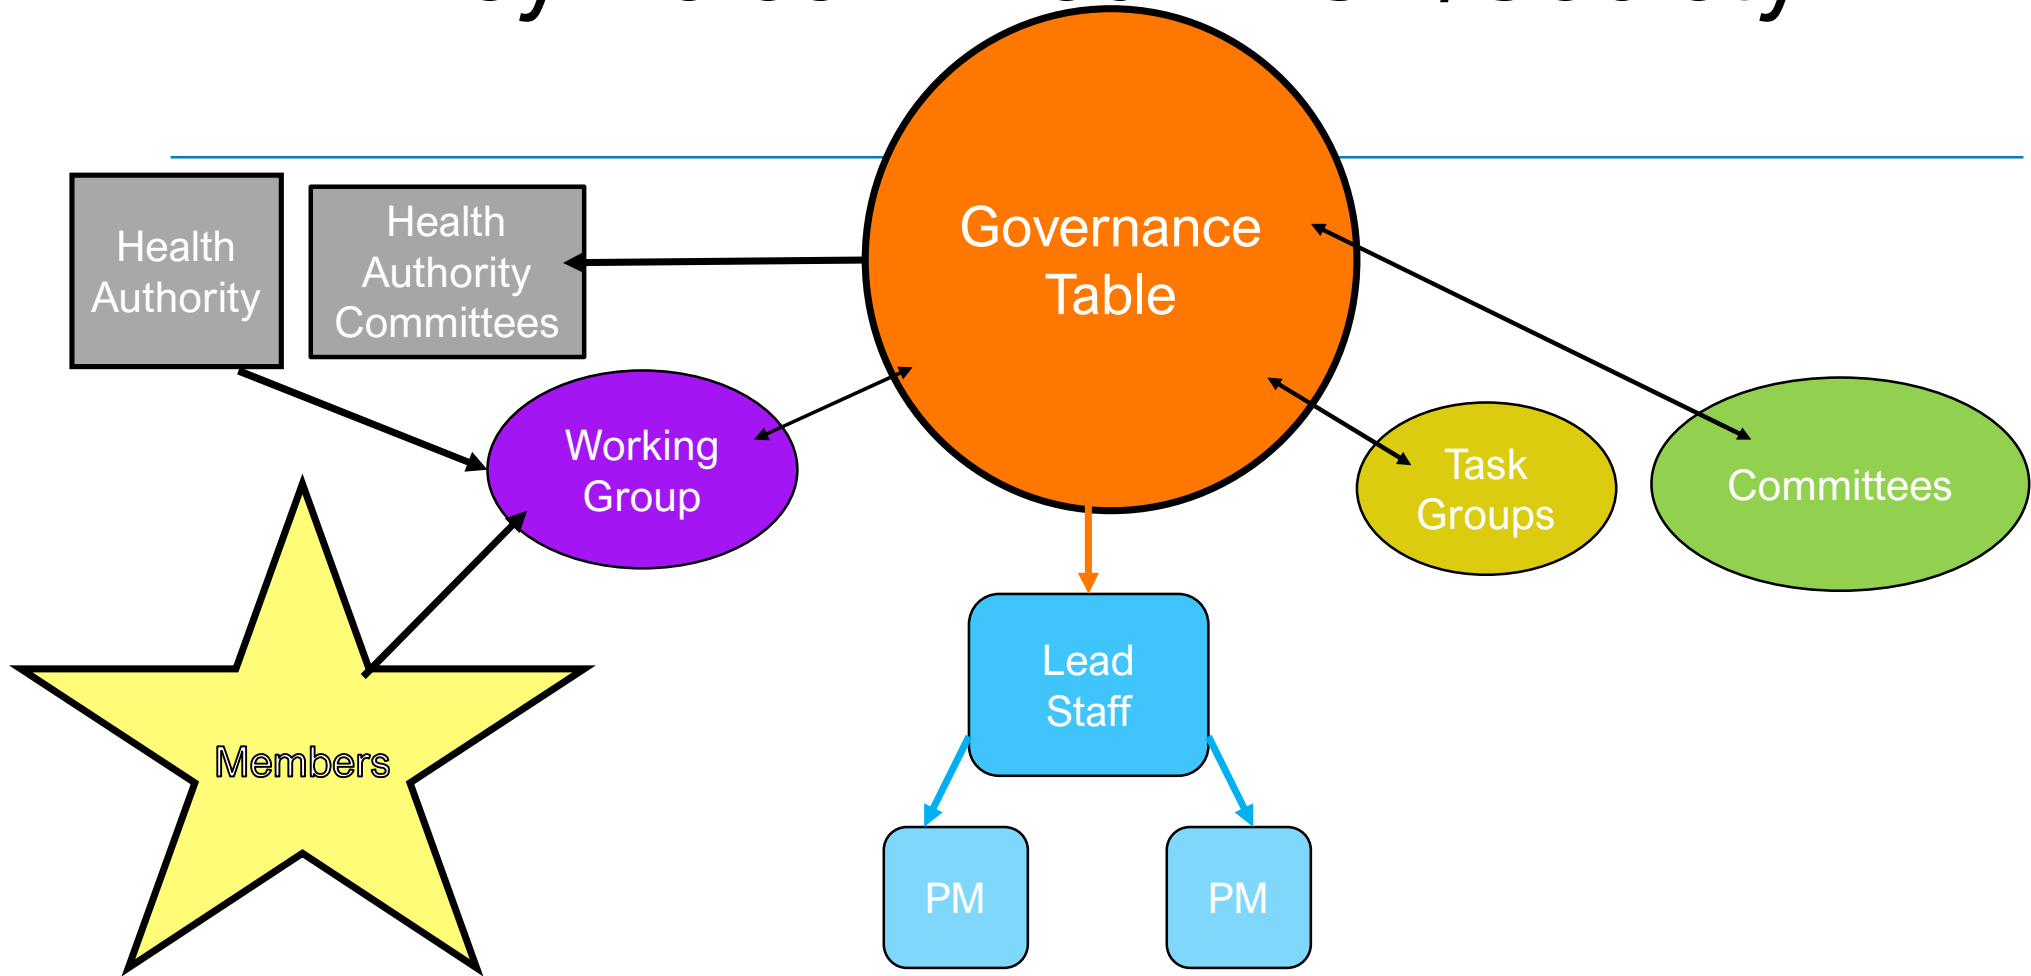 Governance
Table
Health
Authority
Health
Authority
Committees
Working
Group
Task
Groups
Committees
Lead
Staff
Members
PM
PM